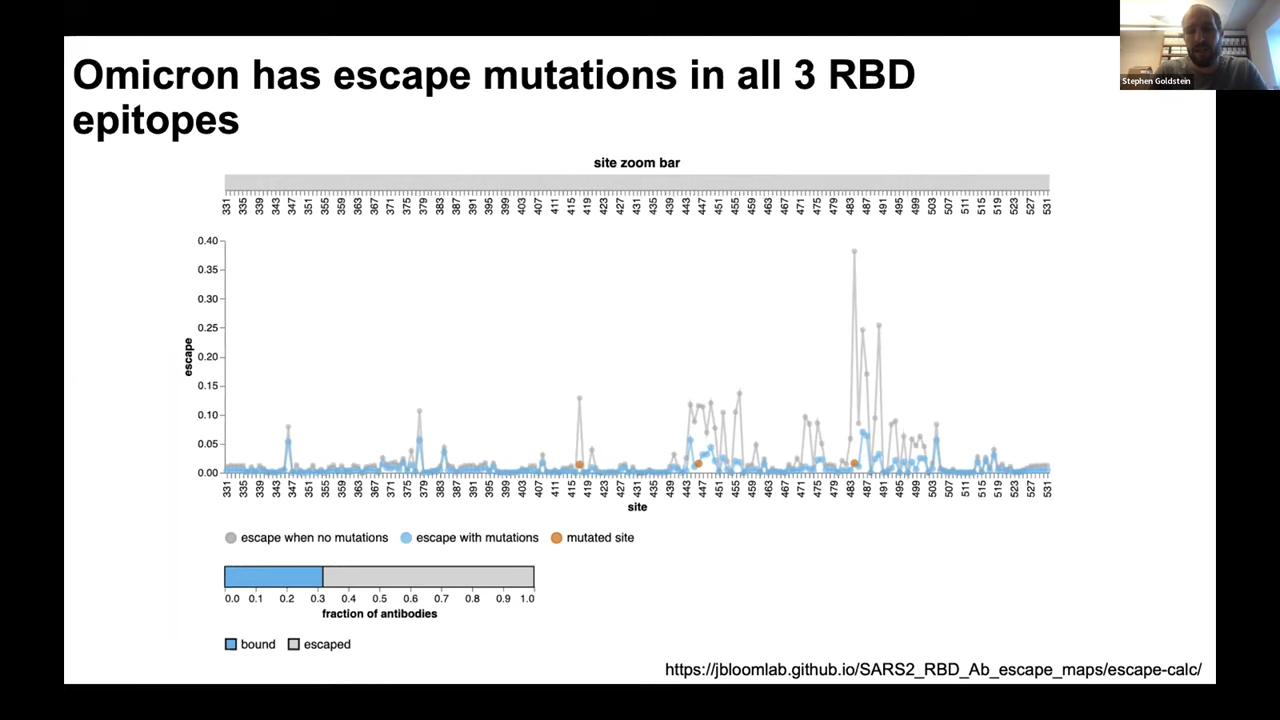 Stephen Goldstein
Omicron has escape mutations in all 3 RBD
epitopes
site zoom bar
331 335 339 343 347 351 355 359 363 367 371 375 379 383 387 391 395 399 403 407 411 415 419 423 427 431 435 439 443 447 451 455 459 463 467 471 475 479 483 487 491 495 499 503 507 511 515 519 523 527 531
0.40
0.35
0.30
0.25
0.20
0.15
0.10
0.05
0.00
escape
331 335 339 343 347 351 355 359 363 367 371 375 379 383 387 391 395 399 403 407 411 415 419 423 427 431 435 439 443 447 451 455 459 463 467 471 475 479 483 487 491 495 499 503 507 511 515 519 523 527 531
site
escape when no mutations escape with mutations mutated site
0.0 0.1 0.2 0.3 0.4 0.5 0.6 0.7 0.8 0.9 1.0
fraction of antibodies
bound escaped
https://jbloomlab.github.io/SARS2_RBD_Ab_escape_maps/escape-calc/